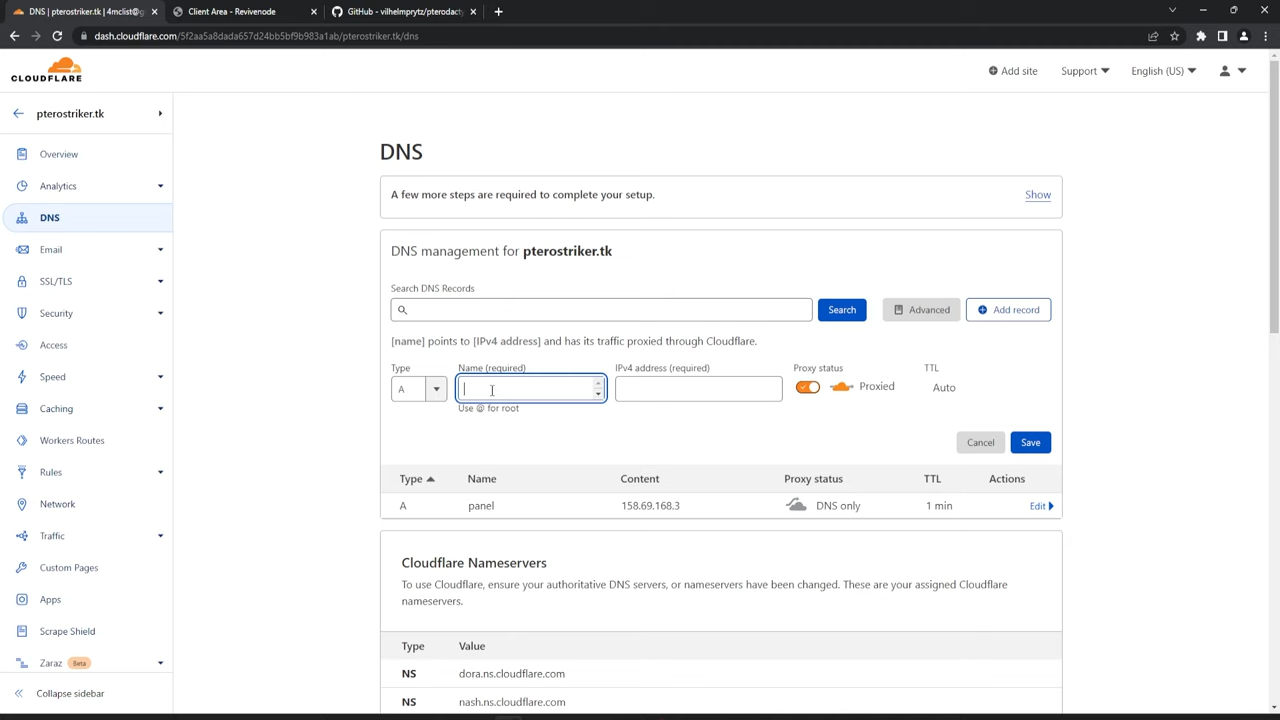 DNS | pterostriker.tk | 4mclist@g
Client Area - Revivenode
GitHub - vilhelmprytz/pterodact
dash.cloudflare.com/5f2aa5a8dada657d24bb5bf9b983a1ab/pterostriker.tk/dns
CLOUDFLARE
Add site
Support
English (US)
pterostriker.tk
Overview
Analytics
DNS
Email
SSL/TLS
Security
Access
Speed
Caching
Workers Routes
Rules
Network
Traffic
Custom Pages
Apps
Scrape Shield
Zaraz Beta
Collapse sidebar
DNS
A few more steps are required to complete your setup.
Show
DNS management for pterostriker.tk
Search DNS Records
Search
Advanced
Add record
[name] points to [IPv4 address] and has its traffic proxied through Cloudflare.
Type Name (required) IPv4 address (required) Proxy status TTL
A Proxied Auto
Use @ for root
Cancel Save
Type Name Content Proxy status TTL Actions
A panel 158.69.168.3 DNS only 1 min Edit
Cloudflare Nameservers
To use Cloudflare, ensure your authoritative DNS servers, or nameservers have been changed. These are your assigned Cloudflare
nameservers.
Type Value
NS dora.ns.cloudflare.com
NS nash.ns.cloudflare.com